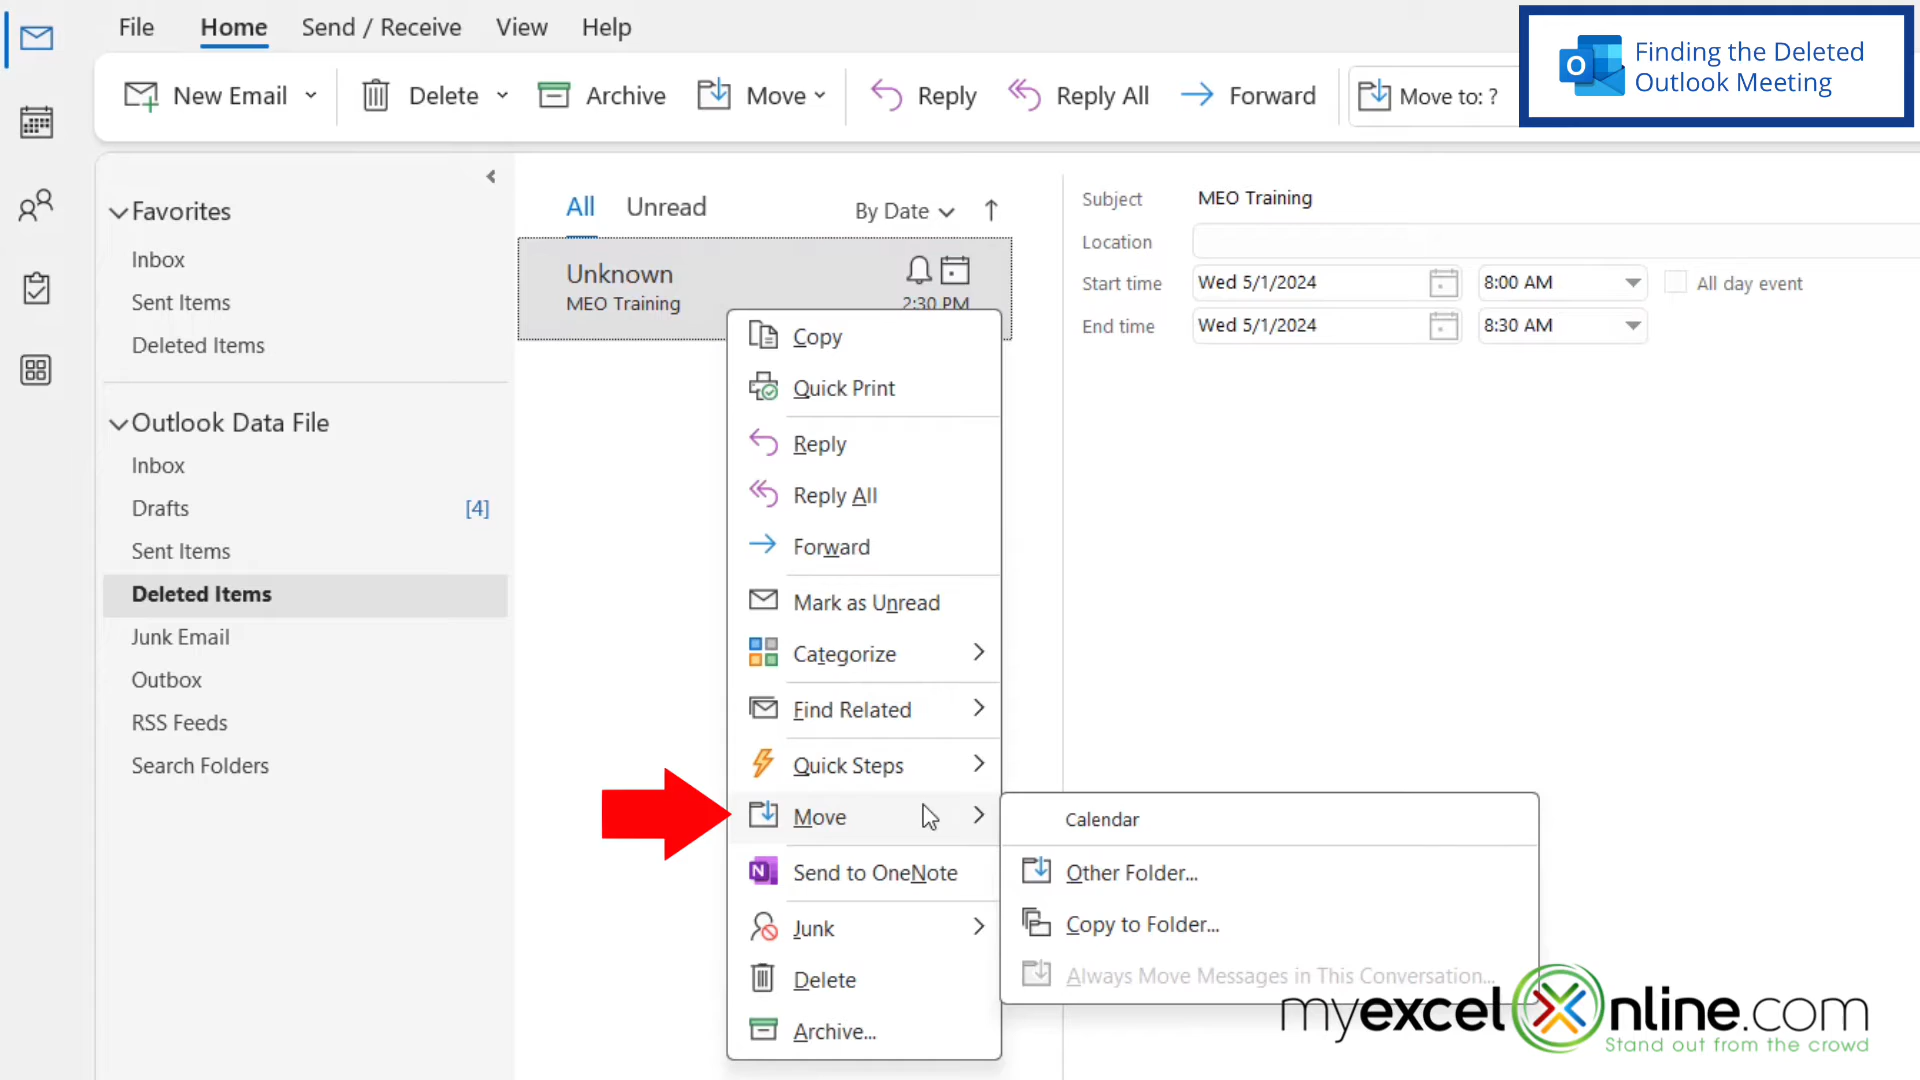 File Home Send / Receive View Help
Finding the Deleted
Outlook Meeting
New Email Delete Archive Move Reply Reply All Forward Move to: ?
Favorites
Inbox
Sent Items
Deleted Items
Outlook Data File
Inbox
Drafts [4]
Sent Items
Deleted Items
Junk Email
Outbox
RSS Feeds
Search Folders
All Unread By Date
Unknown
MEO Training 2:30 PM
Copy
Quick Print
Reply
Reply All
Forward
Mark as Unread
Categorize
Find Related
Quick Steps
Move
Send to OneNote
Junk
Delete
Archive...
Calendar
Other Folder...
Copy to Folder...
Always Move Messages in This Conversation...
Subject MEO Training
Location
Start time Wed 5/1/2024 8:00 AM All day event
End time Wed 5/1/2024 8:30 AM
myexcelOnline.com
Stand out from the crowd